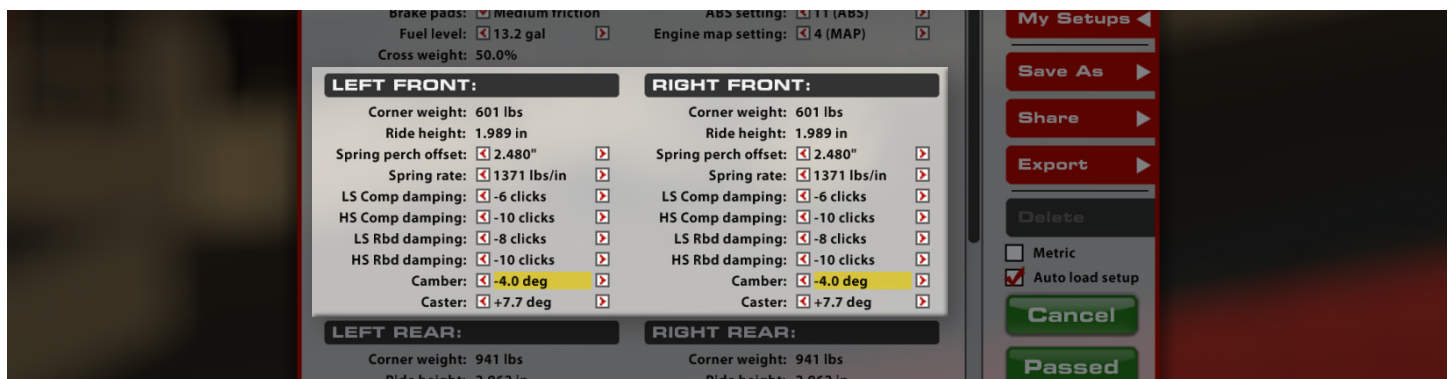 Brake pads: Medium friction ABS setting: 11 (ABS)
Fuel level: 13.2 gal Engine map setting: 4 (MAP)
Cross weight: 50.0%
LEFT FRONT:
Corner weight: 601 lbs
Ride height: 1.989 in
Spring perch offset: 2.480"
Spring rate: 1371 lbs/in
LS Comp damping: -6 clicks
HS Comp damping: -10 clicks
LS Rbd damping: -8 clicks
HS Rbd damping: -10 clicks
Camber: -4.0 deg
Caster: +7.7 deg
RIGHT FRONT:
Corner weight: 601 lbs
Ride height: 1.989 in
Spring perch offset: 2.480"
Spring rate: 1371 lbs/in
LS Comp damping: -6 clicks
HS Comp damping: -10 clicks
LS Rbd damping: -8 clicks
HS Rbd damping: -10 clicks
Camber: -4.0 deg
Caster: +7.7 deg
LEFT REAR:
Corner weight: 941 lbs
Ride height:
RIGHT REAR:
Corner weight: 941 lbs
Ride height:
My Setups
Save As
Share
Export
Delete
Metric
Auto load setup
Cancel
Passed